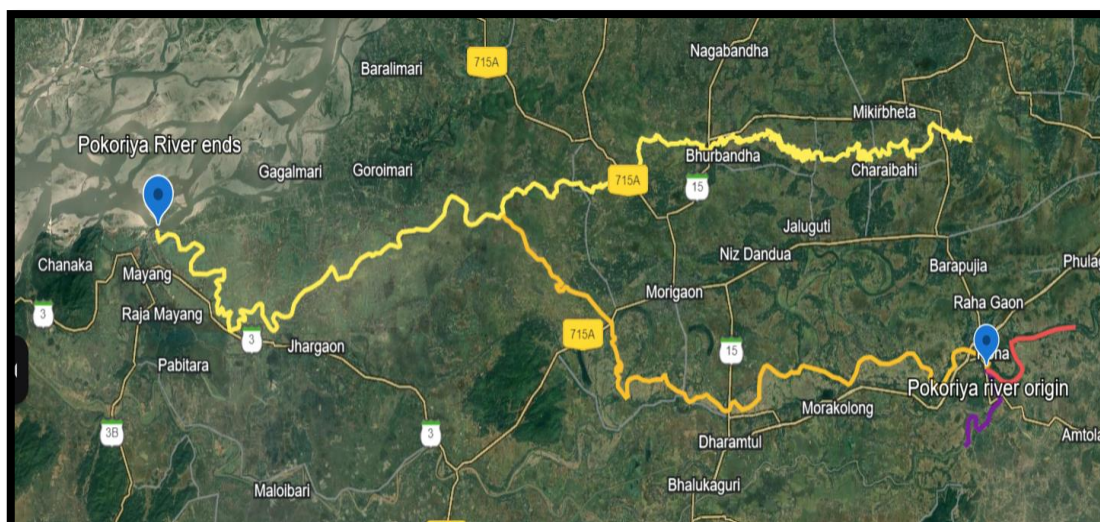 Nagabandha
715A
Baralimari
Mikirbheta
Pokoriya River ends
Bhurbandha
Gagalmari
Goroimari
715A
15
Charaibahi
Jaluguti
Niz Dandua
Chanaka
Mayang
Barapujia
Morigaon
Raha Gaon
3
Raja Mayang
715A
3
Jhargaon
15
Pabitara
Pokoriya river origin
Morakolong
3B
3
Dharamtul
Maloibari
Bhalukaguri